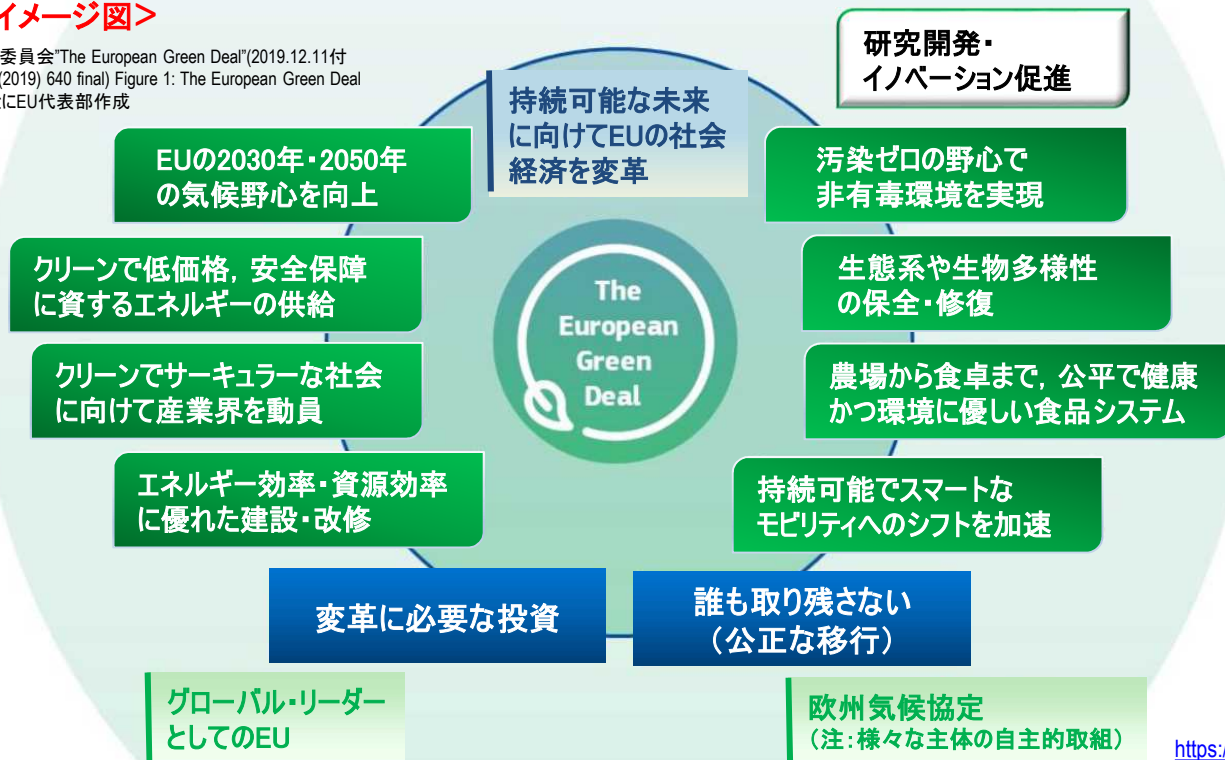 イメージ図>
委員会"The European Green Deal"(2019.12.11付
(2019) 640 final) Figure 1: The European Green Deal
にEU代表部作成
研究開発・
イノベーション促進
持続可能な未来
に向けてEUの社会
経済を変革
EUの2030年・2050年
の気候野心を向上
汚染ゼロの野心で
非有毒環境を実現
クリーンで低価格，安全保障
に資するエネルギーの供給
生態系や生物多様性
の保全・修復
The
European
Green
Deal
クリーンでサーキュラーな社会
に向けて産業界を動員
農場から食卓まで，公平で健康
かつ環境に優しい食品システム
エネルギー効率・資源効率
に優れた建設・改修
持続可能でスマートな
モビリティへのシフトを加速
変革に必要な投資
誰も取り残さない
（公正な移行）
グローバル・リーダー
としてのEU
欧州気候協定
（注：様々な主体の自主的取組）
https:/